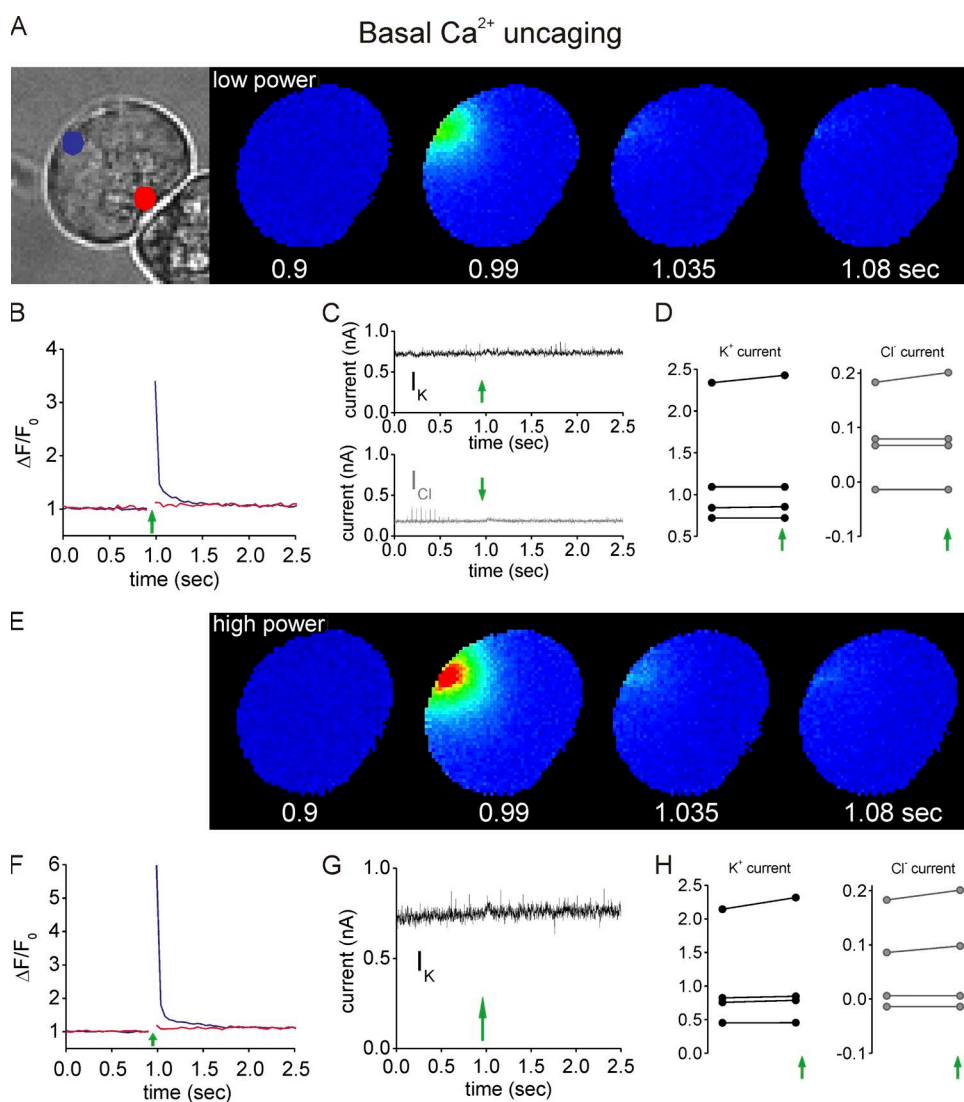 Basal Ca²⁺ uncaging
A
low power
0.9 0.99 1.035 1.08 sec
B
4
3
2
1
ΔF/F₀
0.0 0.5 1.0 1.5 2.0 2.5
time (sec)
C
1.0
0.5
0.0
current (nA)
I_K
0.0 0.5 1.0 1.5 2.0 2.5
time (sec)
1.0
0.5
0.0
current (nA)
I_Cl
0.0 0.5 1.0 1.5 2.0 2.5
time (sec)
D
K⁺ current
2.5
2.0
1.5
1.0
0.5
Cl⁻ current
0.2
0.1
0.0
-0.1
E
high power
0.9 0.99 1.035 1.08 sec
F
6
5
4
3
2
1
ΔF/F₀
0.0 0.5 1.0 1.5 2.0 2.5
time (sec)
G
1.0
0.5
0.0
current (nA)
I_K
0.0 0.5 1.0 1.5 2.0 2.5
time (sec)
H
K⁺ current
2.5
2.0
1.5
1.0
0.5
0.0
Cl⁻ current
0.2
0.1
0.0
-0.1